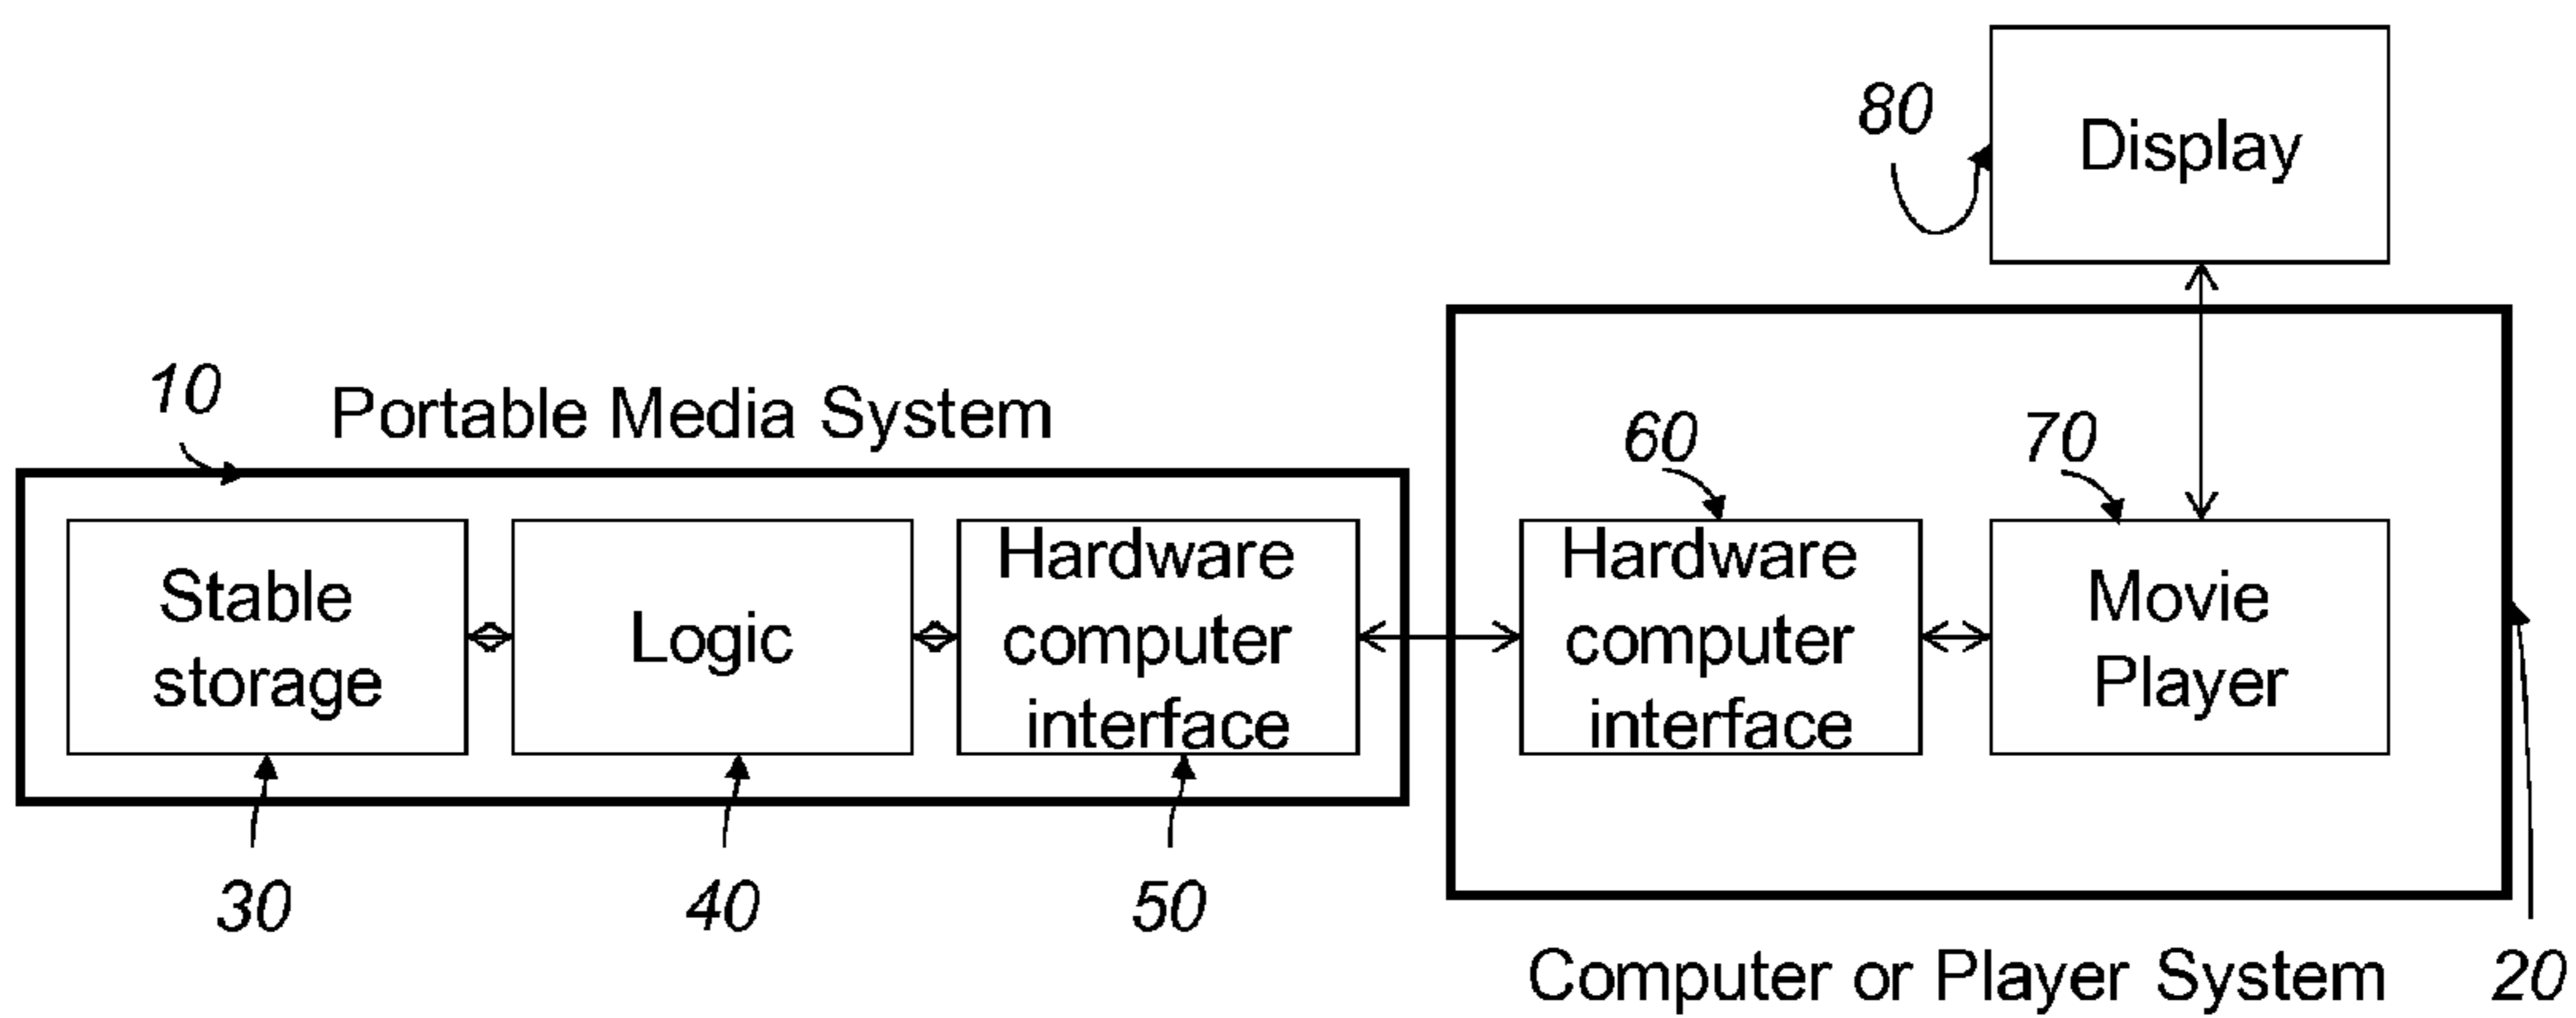 80
Display
10
Portable Media System
60
70
Stable
storage
Logic
Hardware
computer
interface
Hardware
computer
interface
Movie
Player
30
40
50
Computer or Player System
20